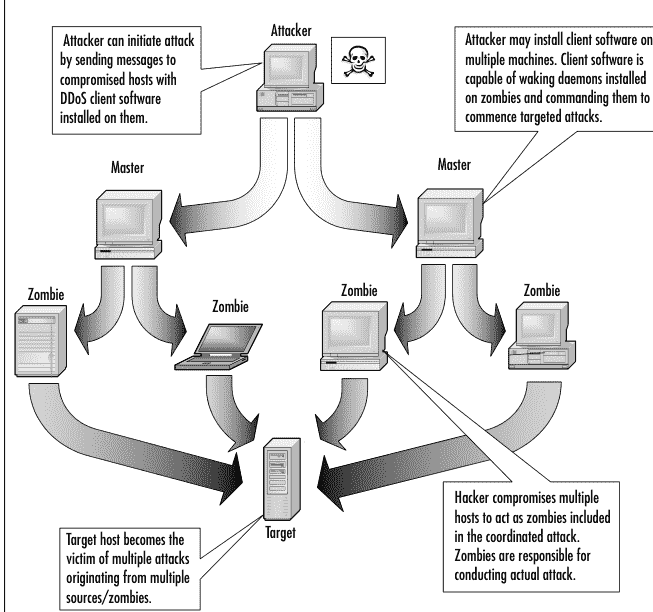 Attacker
Attacker can initiate attack
by sending messages to
compromised hosts with
DDoS client software
installed on them.
Attacker may install client software on
multiple machines. Client software is
capable of waking daemons installed
on zombies and commanding them to
commence targeted attacks.
Master
Master
Zombie
Zombie
Zombie
Zombie
Target
Target host becomes the
victim of multiple attacks
originating from multiple
sources/zombies.
Hacker compromises multiple
hosts to act as zombies included
in the coordinated attack.
Zombies are responsible for
conducting actual attack.